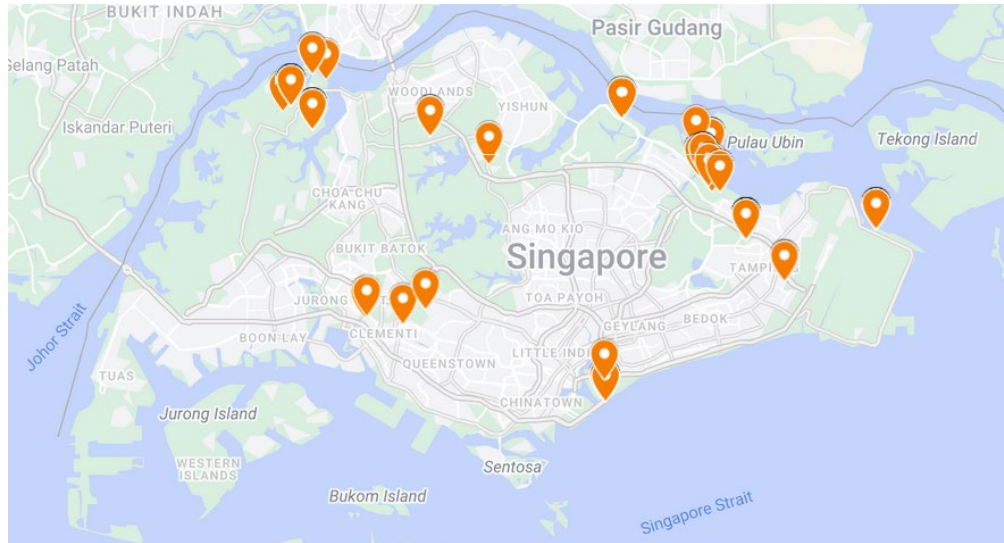 BUKIT INDAH
Pasir Gudang
Gelang Patah
WOODLANDS
YISHUN
Iskandar Puteri
Pulau Ubin
Tekong Island
CHOA CHU
KANG
ANG MO KIO
BUKIT BATOK
Singapore
TAMPINES
JURONG EAST
TOA PAYOH
BEDOK
GEYLANG
CLEMENTI
BOON LAY
LITTLE INDIA
QUEENSTOWN
Johor Strait
TUAS
CHINATOWN
Jurong Island
WESTERN
ISLANDS
Sentosa
Bukom Island
Singapore Strait